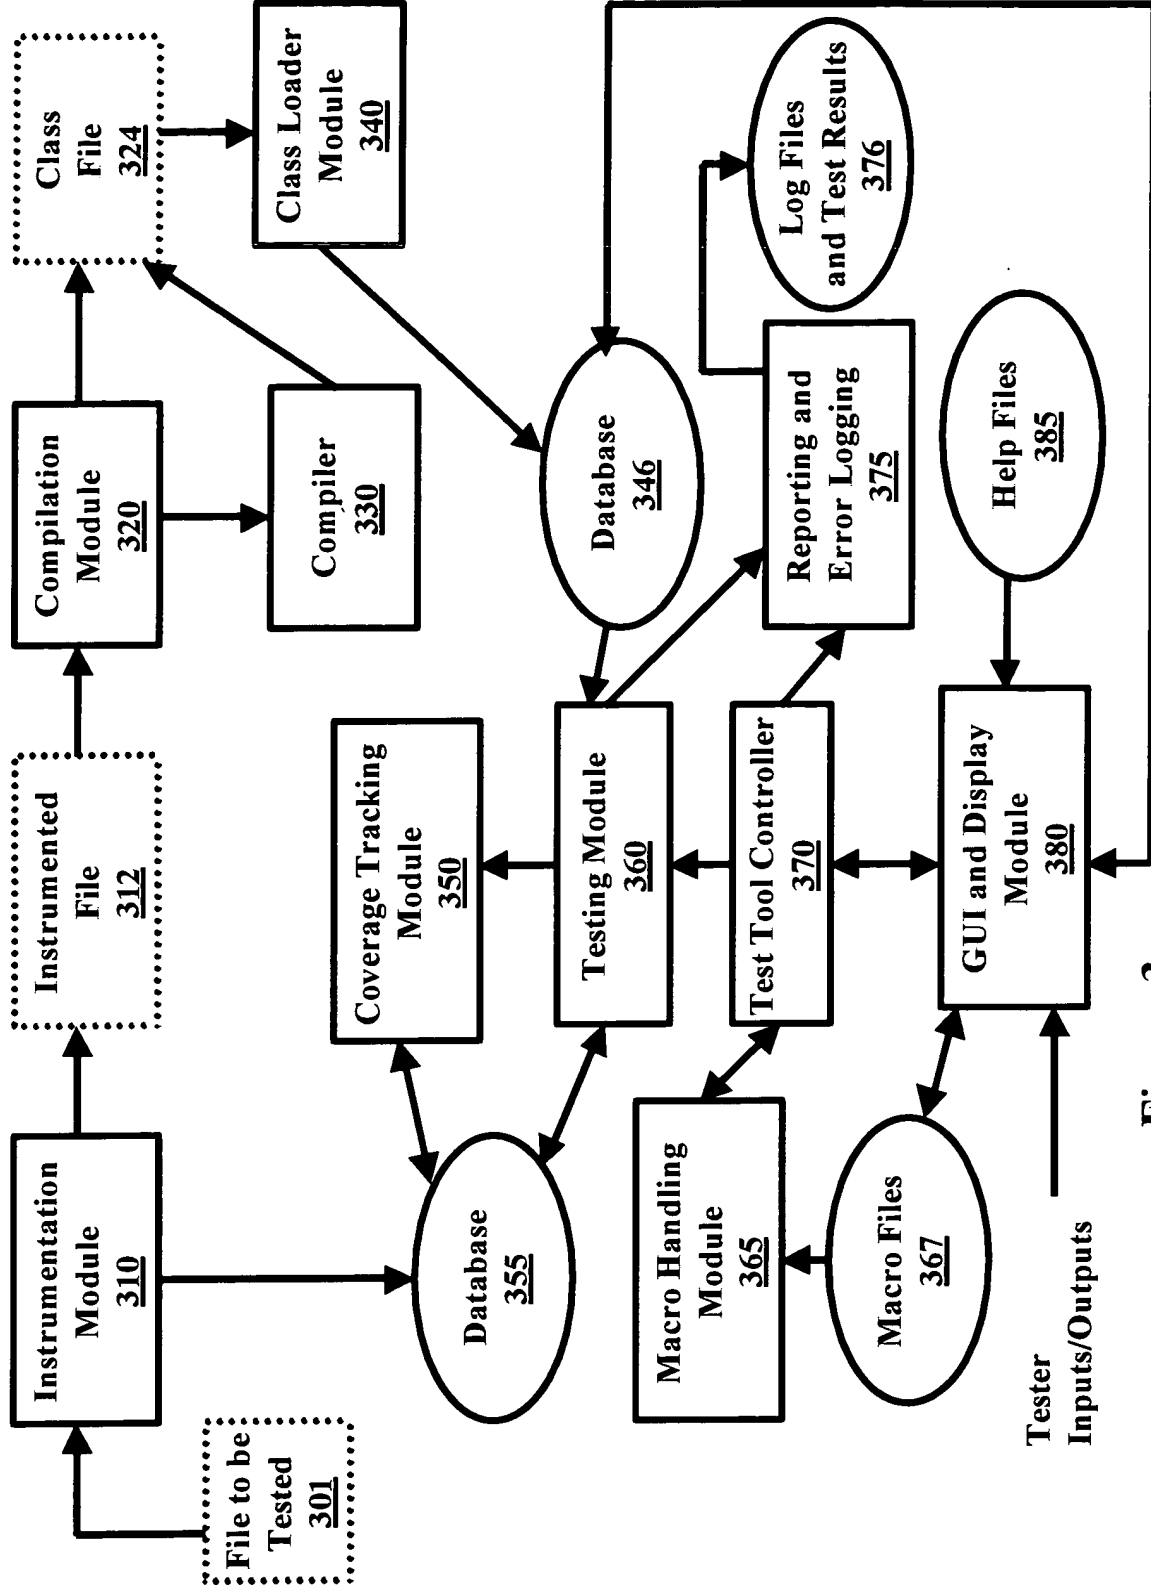 File to be
Tested
301
Instrumentation
Module
310
Instrumented
File
312
Compilation
Module
320
Class
File
324
Compiler
330
Class Loader
Module
340
Database
355
Coverage Tracking
Module
350
Database
346
Testing Module
360
Macro Handling
Module
365
Test Tool Controller
370
Reporting and
Error Logging
375
Log Files
and Test Results
376
Macro Files
367
GUI and Display
Module
380
Help Files
385
Tester
Inputs/Outputs